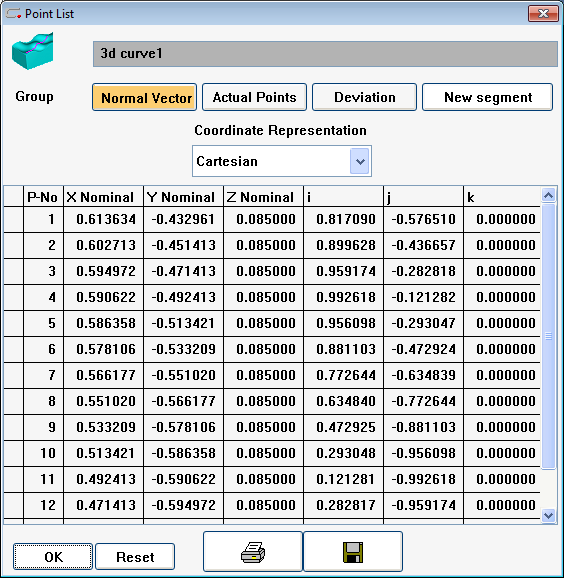 Point List
3d curve1
Group
Normal Vector Actual Points Deviation New segment
Coordinate Representation
Cartesian
P-No X Nominal Y Nominal Z Nominal i j k
1 0.613634 -0.432961 0.085000 0.817090 -0.576510 0.000000
2 0.602713 -0.451413 0.085000 0.899628 -0.436657 0.000000
3 0.594972 -0.471413 0.085000 0.959174 -0.282818 0.000000
4 0.590622 -0.492413 0.085000 0.992618 -0.121282 0.000000
5 0.586358 -0.513421 0.085000 0.956098 -0.293047 0.000000
6 0.578106 -0.533209 0.085000 0.881103 -0.472924 0.000000
7 0.566177 -0.551020 0.085000 0.772644 -0.634839 0.000000
8 0.551020 -0.566177 0.085000 0.634840 -0.772644 0.000000
9 0.533209 -0.578106 0.085000 0.472925 -0.881103 0.000000
10 0.513421 -0.586358 0.085000 0.293048 -0.956098 0.000000
11 0.492413 -0.590622 0.085000 0.121281 -0.992618 0.000000
12 0.471413 -0.594972 0.085000 0.282817 -0.959174 0.000000
OK Reset